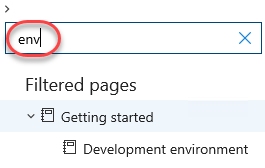 env
Filtered pages
Getting started
Development environment